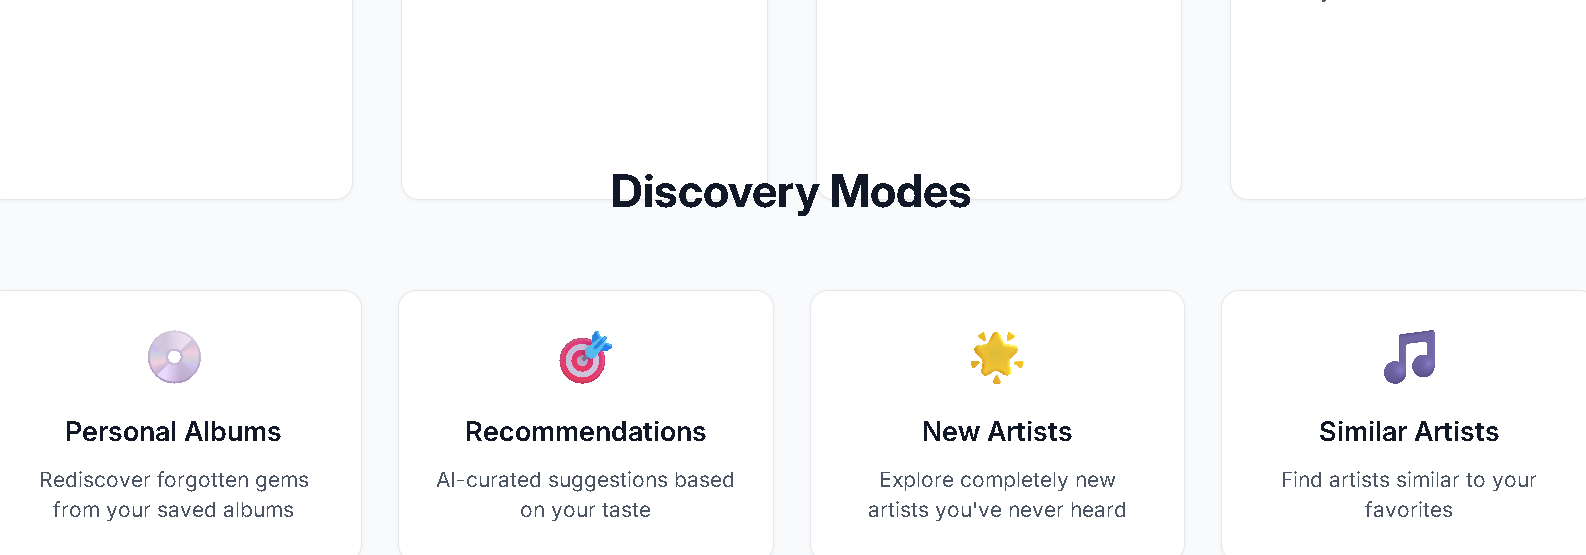 Discovery Modes
Personal Albums
Rediscover forgotten gems
from your saved albums
Recommendations
AI-curated suggestions based
on your taste
New Artists
Explore completely new
artists you've never heard
Similar Artists
Find artists similar to your
favorites